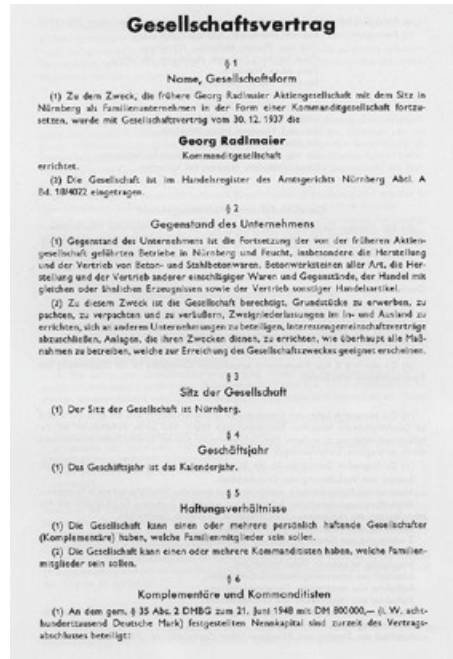 Gesellschaftsvertrag
§ 1
Name, Gesellschaftsform
(1) Zu dem Zweck, die frühere Georg Radlmaier Aktiengesellschaft mit dem Sitz in
Nürnberg als Familienunternehmen in der Form einer Kommanditgesellschaft fortzu-
setzen, wurde mit Gesellschaftsvertrag vom 30. 12. 1937 die
Georg Radlmaier
Kommanditgesellschaft
errichtet.
(2) Die Gesellschaft ist im Handelsregister des Amtsgerichts Nürnberg Abtl. A
Bd. 18/4022 eingetragen.
§ 2
Gegenstand des Unternehmens
(1) Gegenstand des Unternehmens ist die Fortsetzung der von der früheren Aktien-
gesellschaft geführten Betriebe in Nürnberg und Feucht, insbesondere die Herstellung
und der Vertrieb von Beton- und Stahlbetonwaren, Betonwerksteinen aller Art, die Her-
stellung und der Vertrieb anderer einschlägiger Waren und Gegenstände, der Handel mit
gleichen oder ähnlichen Erzeugnissen sowie der Vertrieb sonstiger Handelsartikel.
(2) Zu diesem Zweck ist die Gesellschaft berechtigt, Grundstücke zu erwerben, zu
pachten, zu verpachten und zu veräußern, Zweigniederlassungen im In- und Ausland zu
errichten, sich an anderen Unternehmungen zu beteiligen, Interessengemeinschaftsverträge
abzuschließen, Anlagen, die ihren Zwecken dienen, zu errichten, wie überhaupt alle Maß-
nahmen zu betreiben, welche zur Erreichung des Gesellschaftszweckes geeignet erscheinen.
§ 3
Sitz der Gesellschaft
(1) Der Sitz der Gesellschaft ist Nürnberg.
§ 4
Geschäftsjahr
(1) Das Geschäftsjahr ist das Kalenderjahr.
§ 5
Haftungsverhältnisse
(1) Die Gesellschaft kann einen oder mehrere persönlich haftende Gesellschafter
(Komplementäre) haben, welche Familienmitglieder sein sollen.
(2) Die Gesellschaft kann einen oder mehrere Kommanditisten haben, welche Familien-
mitglieder sein sollen.
§ 6
Komplementäre und Kommanditisten
(1) An dem gem. § 35 Abs. 2 DMBG zum 21. Juni 1948 mit DM 800000,— (i. W. acht-
hunderttausend Deutsche Mark) festgestellten Nennkapital sind zurzeit des Vertrags-
abschlusses beteiligt: